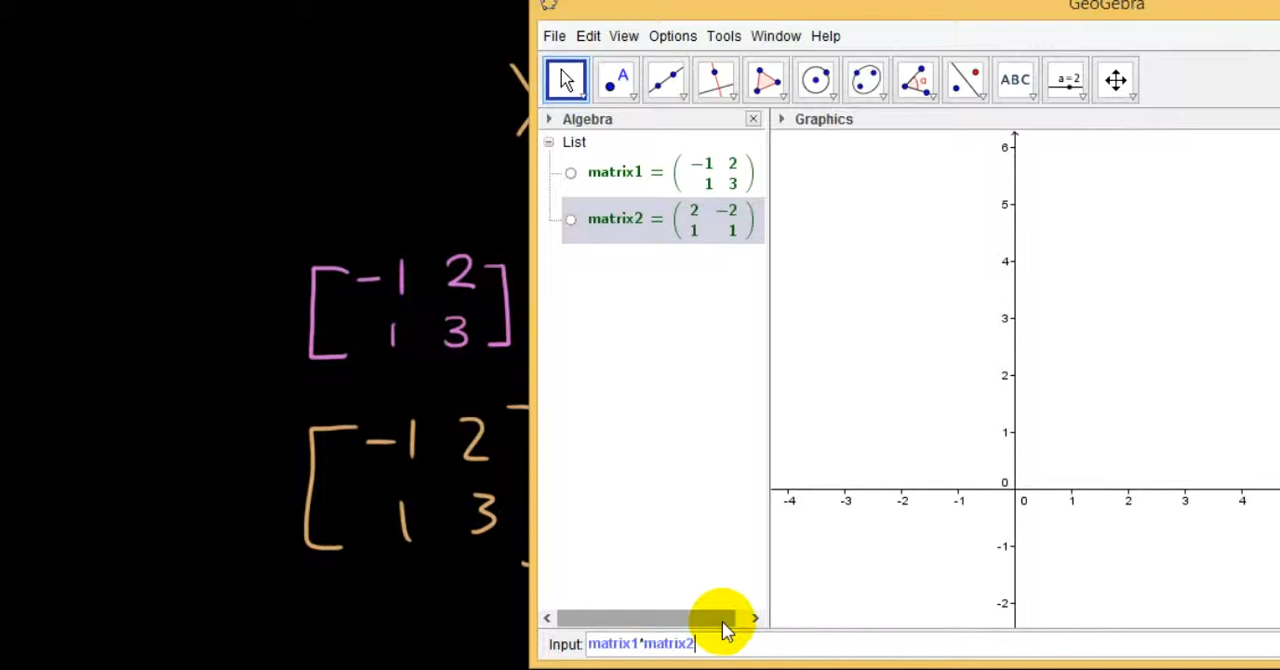 GeoGebra
File Edit View Options Tools Window Help
A
α
ABC
a=2
Algebra
Graphics
List
matrix1 = ( −1 2
1 3 )
matrix2 = ( 2 −2
1 1 )
[ -1 2
1 3 ]
[ -1 2
1 3
6
5
4
3
2
1
0
-4 -3 -2 -1 0 1 2 3 4
-1
-2
Input: matrix1*matrix2